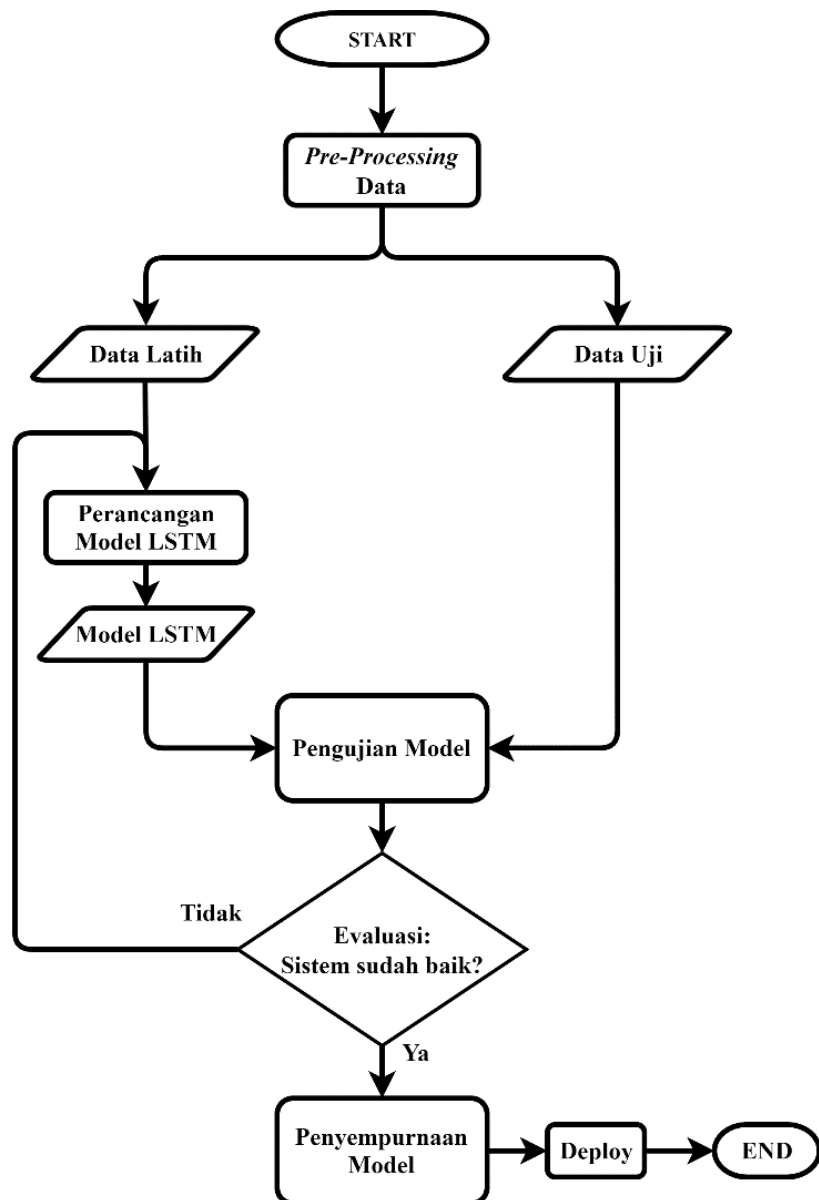 START
Pre-Processing
Data
Data Latih
Data Uji
Perancangan
Model LSTM
Model LSTM
Pengujian Model
Tidak
Evaluasi:
Sistem sudah baik?
Ya
Penyempurnaan
Model
Deploy
END